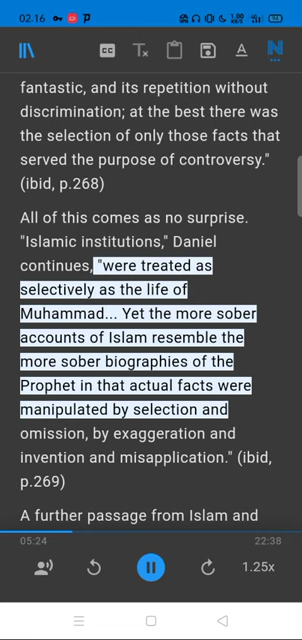 02.16
CC
Tx
A
N
fantastic, and its repetition without
discrimination; at the best there was
the selection of only those facts that
served the purpose of controversy."
(ibid, p.268)
All of this comes as no surprise.
"Islamic institutions," Daniel
continues, "were treated as
selectively as the life of
Muhammad... Yet the more sober
accounts of Islam resemble the
more sober biographies of the
Prophet in that actual facts were
manipulated by selection and
omission, by exaggeration and
invention and misapplication." (ibid,
p.269)
A further passage from Islam and
05:24
22:38
1.25x